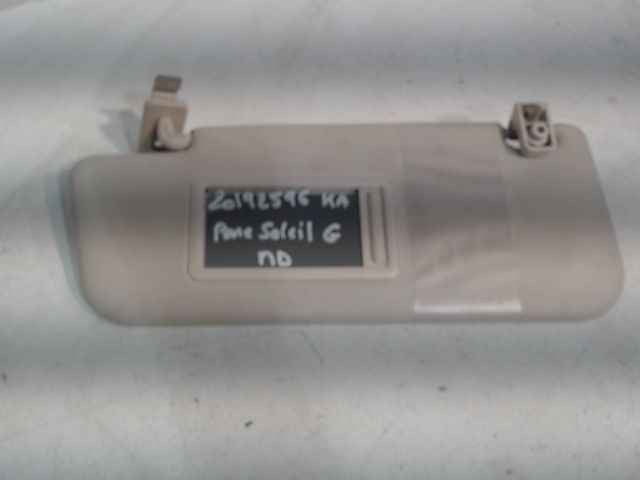 20192596 KA
Pare Soleil G
ND